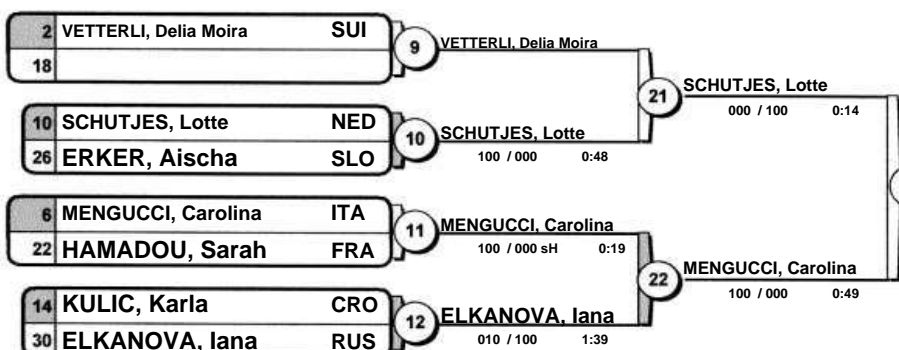 2 VETTERLI, Delia Moira SUI
18
9
VETTERLI, Delia Moira
10 SCHUTJES, Lotte NED
26 ERKER, Aischa SLO
10
SCHUTJES, Lotte
100 / 000 0:48
21
SCHUTJES, Lotte
000 / 100 0:14
6 MENGUCCI, Carolina ITA
22 HAMADOU, Sarah FRA
11
MENGUCCI, Carolina
100 / 000 sH 0:19
14 KULIC, Karla CRO
30 ELKANOVA, Iana RUS
12
ELKANOVA, Iana
010 / 100 1:39
22
MENGUCCI, Carolina
100 / 000 0:49